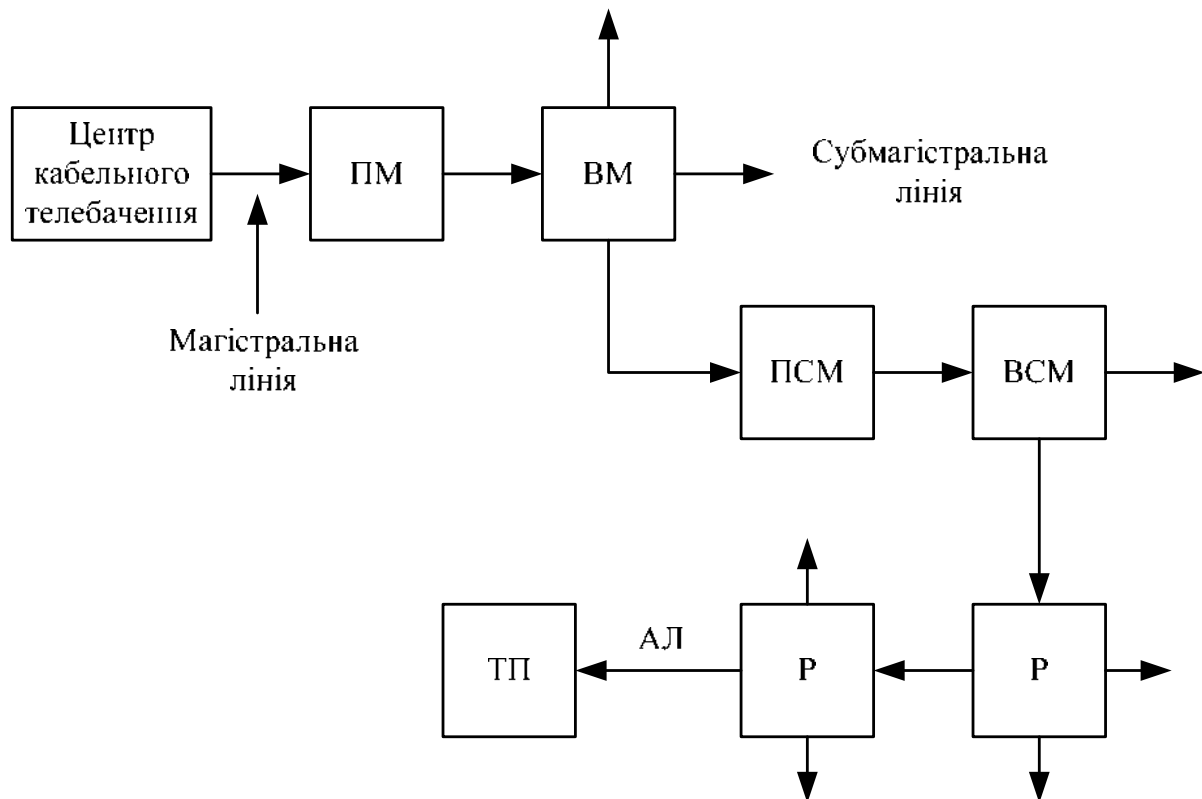 Центр
кабельного
телебачення
ПМ
ВМ
Субмагістральна
лінія
Магістральна
лінія
ПСМ
ВСМ
ТП
АЛ
Р
Р